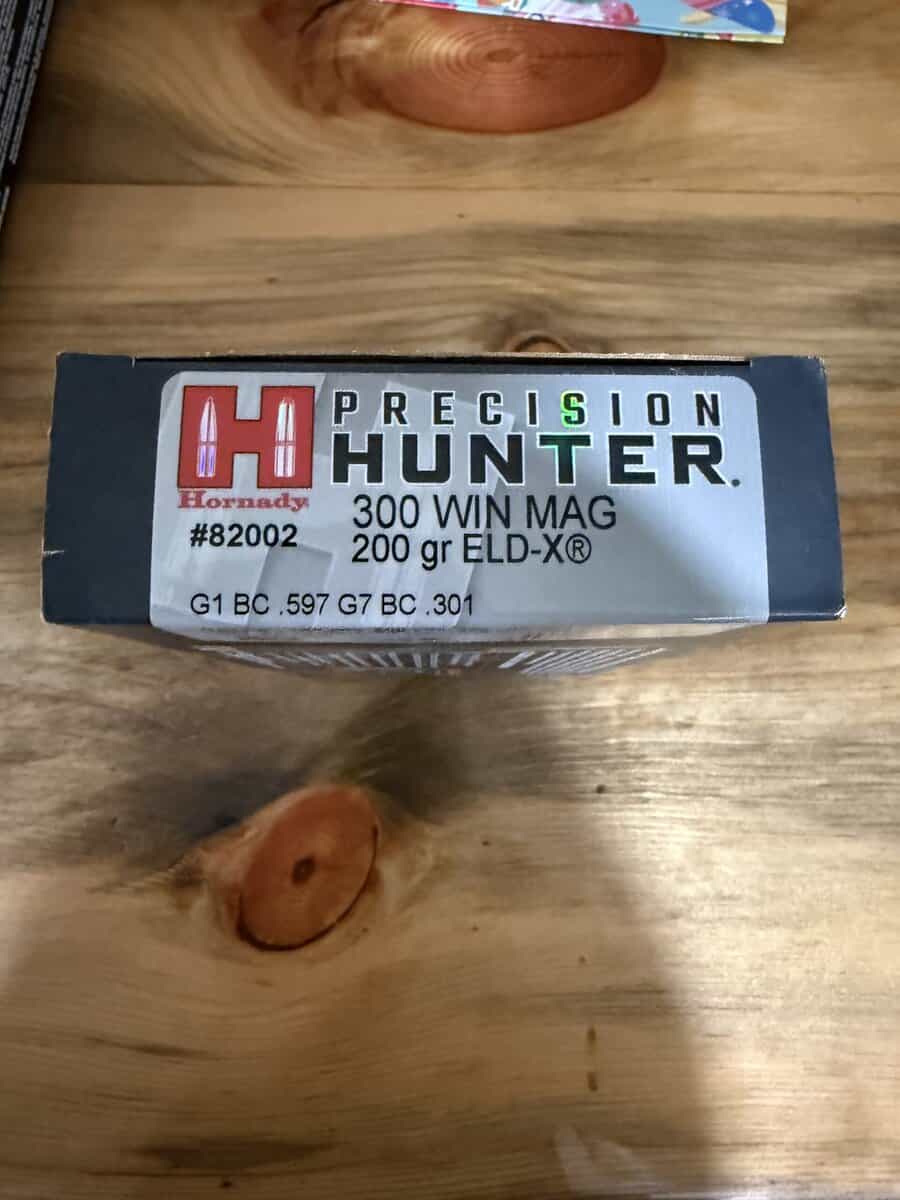 PRECISION
HUNTER.
Hornady
300 WIN MAG
#82002
200 gr ELD-X®
G1 BC .597 G7 BC .301